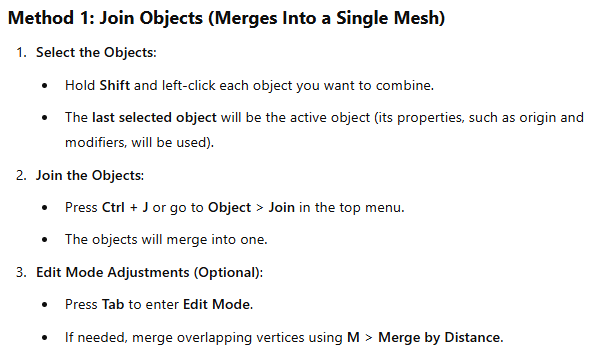 Method 1: Join Objects (Merges Into a Single Mesh)
1. Select the Objects:
• Hold Shift and left-click each object you want to combine.
• The last selected object will be the active object (its properties, such as origin and
modifiers, will be used).
2. Join the Objects:
• Press Ctrl + J or go to Object > Join in the top menu.
• The objects will merge into one.
3. Edit Mode Adjustments (Optional):
• Press Tab to enter Edit Mode.
• If needed, merge overlapping vertices using M > Merge by Distance.